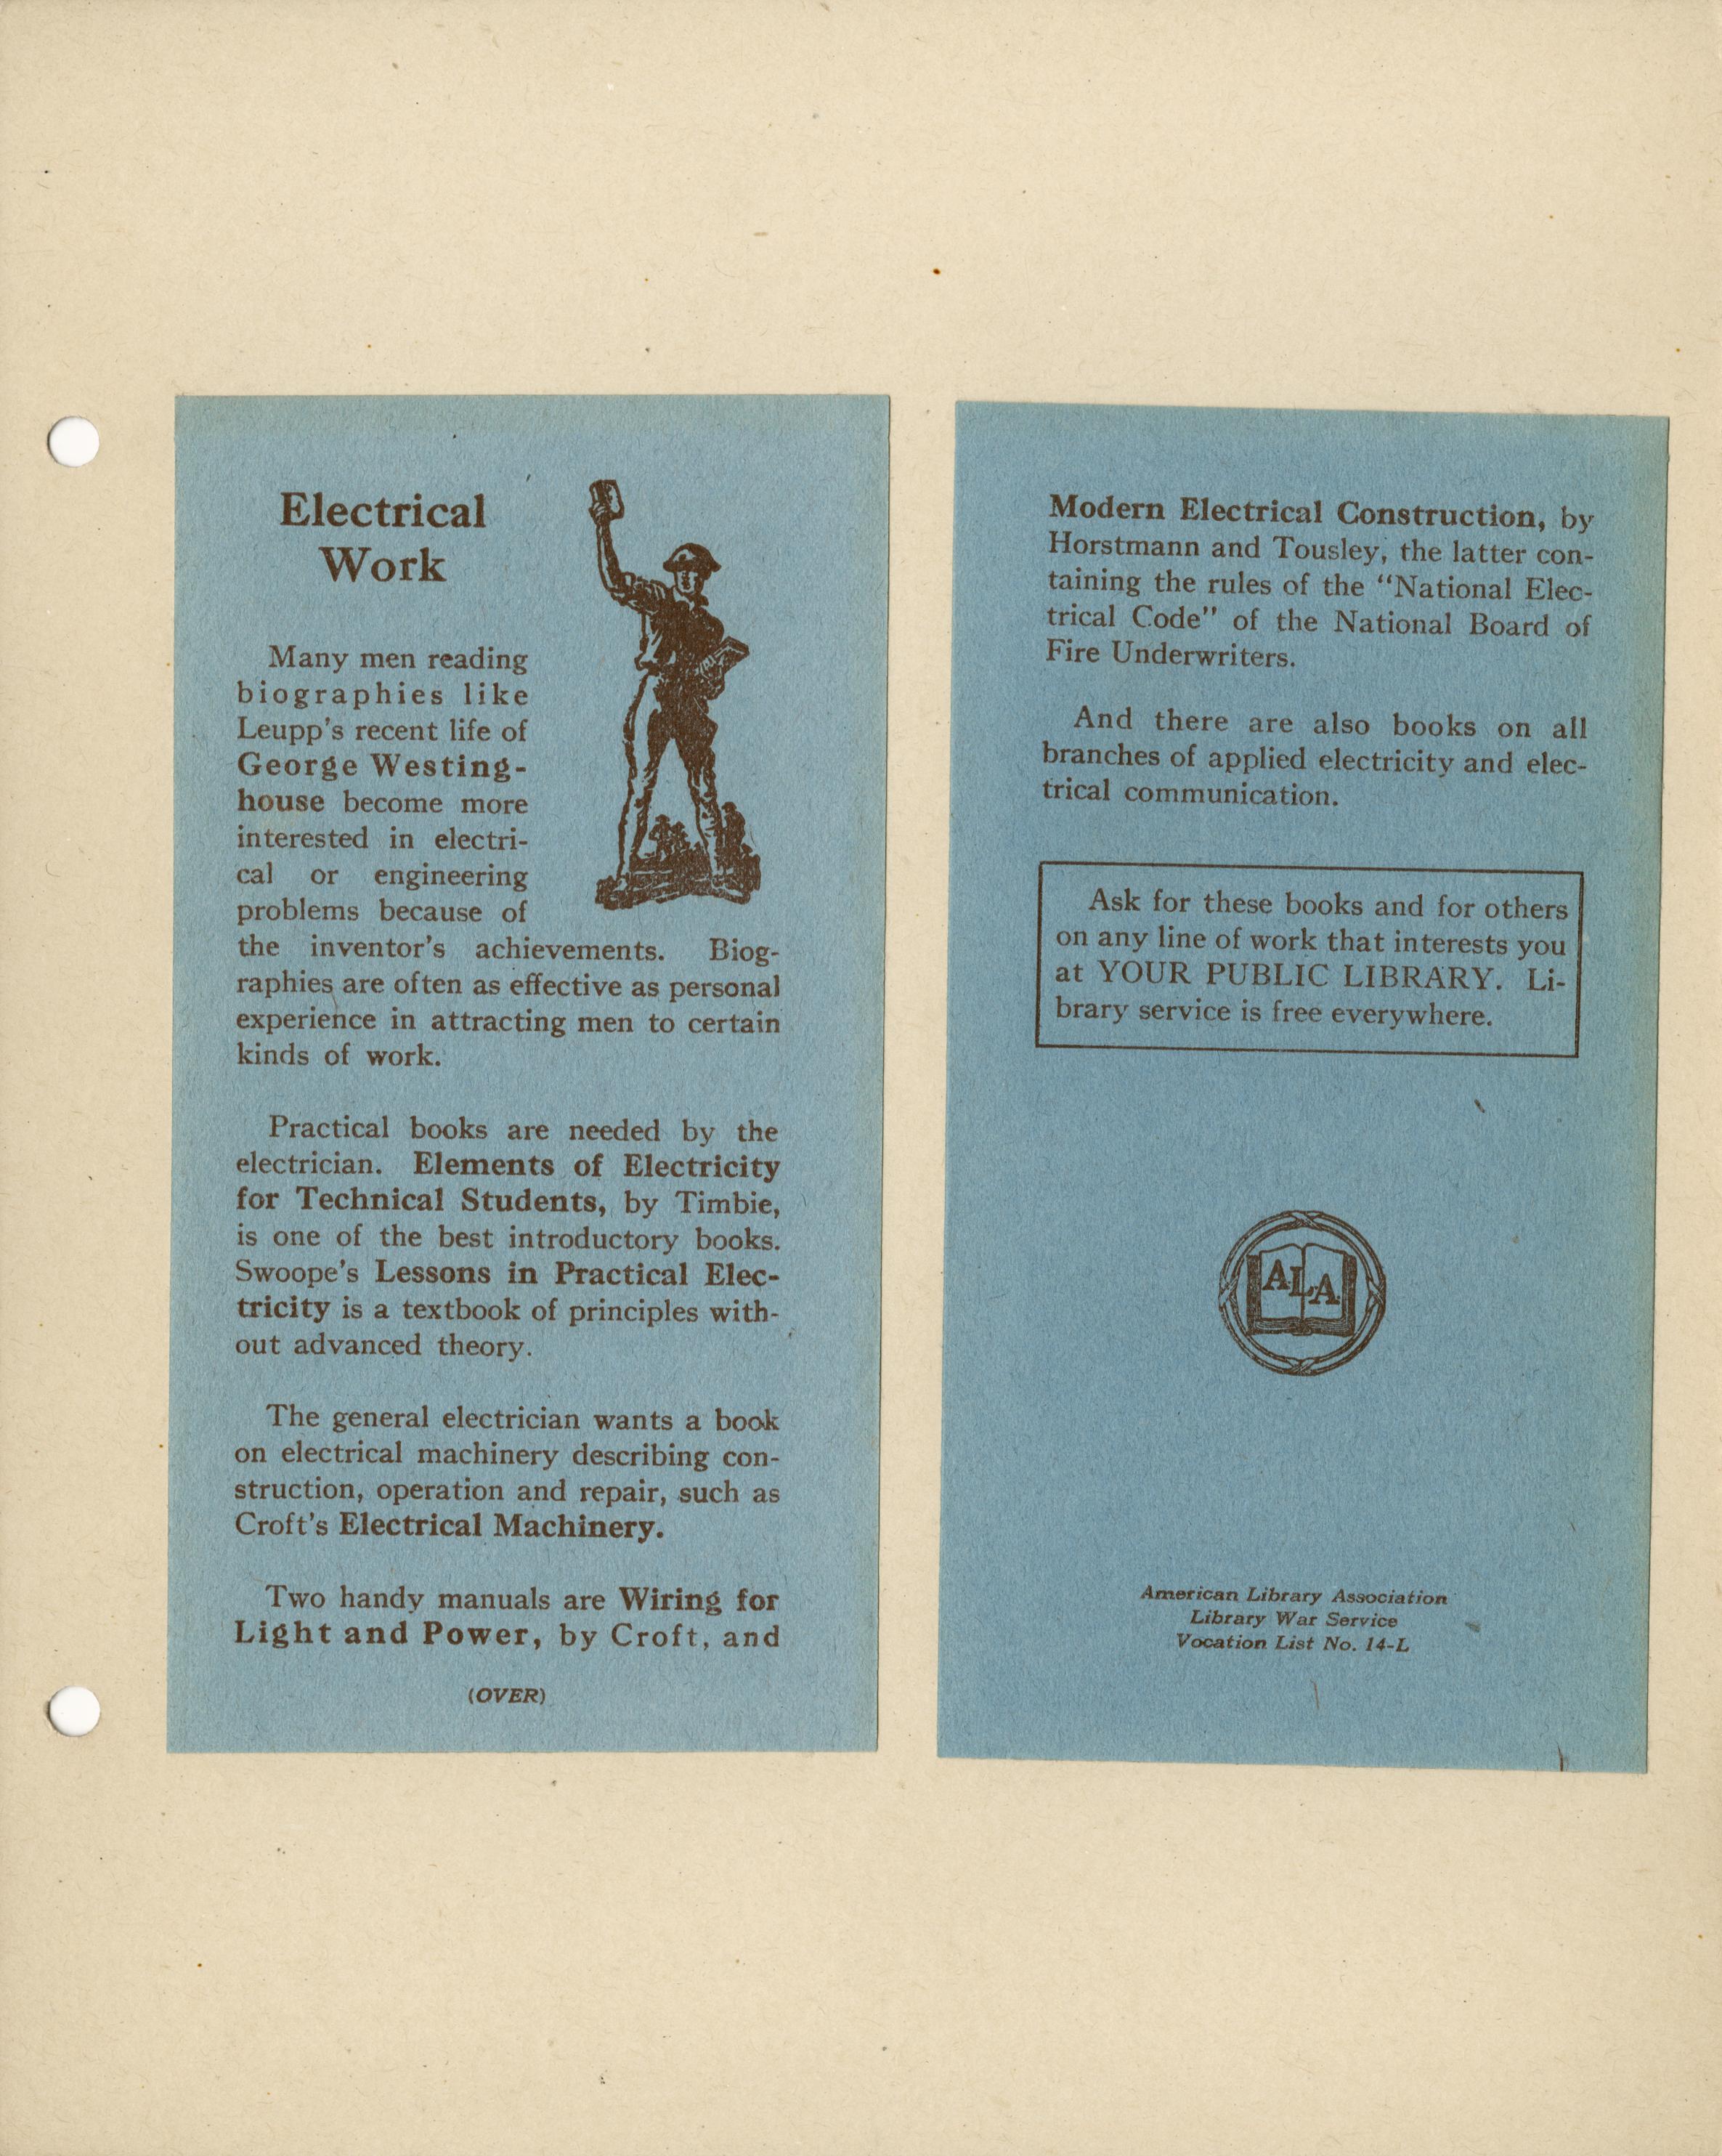 Electrical
Work
Many men reading
biographies like
Leupp's recent life of
George Westing-
house become more
interested in electri-
cal or engineering
problems because of
the inventor's achievements. Biog-
raphies are often as effective as personal
experience in attracting men to certain
kinds of work.
Practical books are needed by the
electrician. Elements of Electricity
for Technical Students, by Timbie,
is one of the best introductory books.
Swoope's Lessons in Practical Elec-
tricity is a textbook of principles with-
out advanced theory.
The general electrician wants a book
on electrical machinery describing con-
struction, operation and repair, such as
Croft's Electrical Machinery.
Two handy manuals are Wiring for
Light and Power, by Croft, and
(OVER)
Modern Electrical Construction, by
Horstmann and Tousley, the latter con-
taining the rules of the "National Elec-
trical Code" of the National Board of
Fire Underwriters.
And there are also books on all
branches of applied electricity and elec-
trical communication.
Ask for these books and for others
on any line of work that interests you
at YOUR PUBLIC LIBRARY. Li-
brary service is free everywhere.
ALA
American Library Association
Library War Service
Vocation List No. 14-L